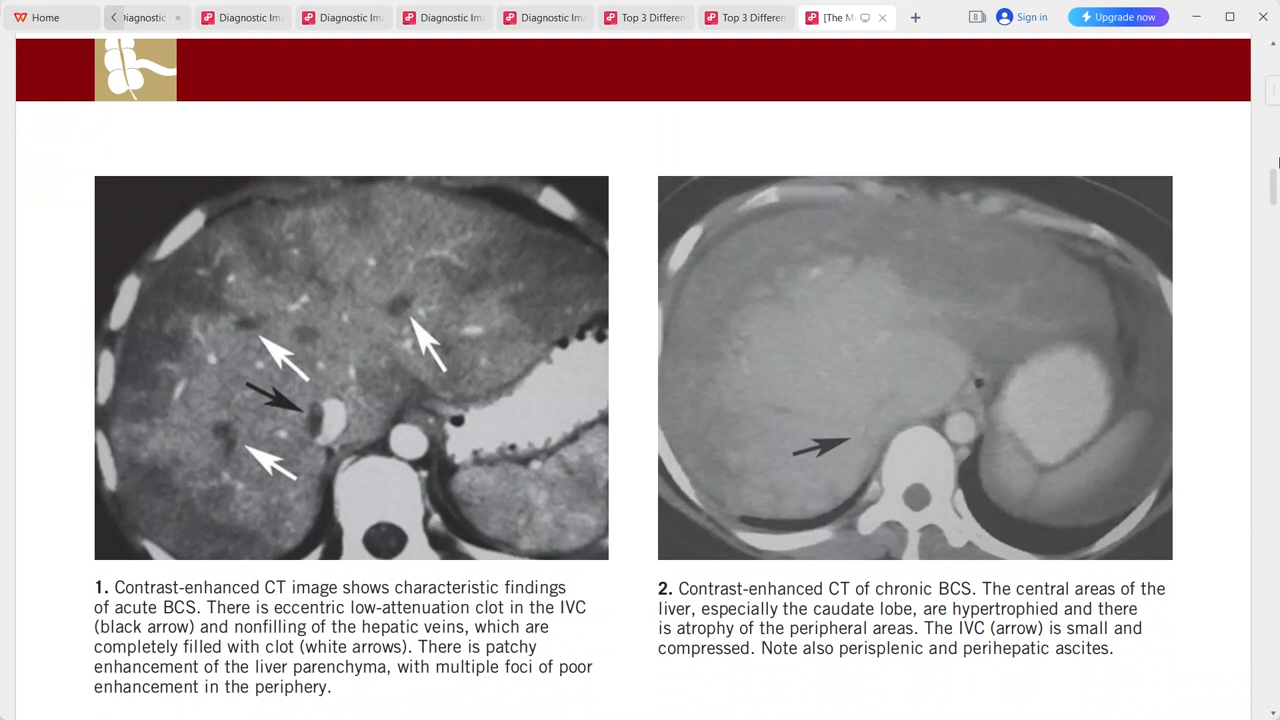 Home
Diagnostic
Diagnostic Im
Diagnostic Im
Diagnostic Im
Diagnostic Im
Top 3 Differen
Top 3 Differen
[The M
8
Sign in
Upgrade now
1. Contrast-enhanced CT image shows characteristic findings
of acute BCS. There is eccentric low-attenuation clot in the IVC
(black arrow) and nonfilling of the hepatic veins, which are
completely filled with clot (white arrows). There is patchy
enhancement of the liver parenchyma, with multiple foci of poor
enhancement in the periphery.
2. Contrast-enhanced CT of chronic BCS. The central areas of the
liver, especially the caudate lobe, are hypertrophied and there
is atrophy of the peripheral areas. The IVC (arrow) is small and
compressed. Note also perisplenic and perihepatic ascites.